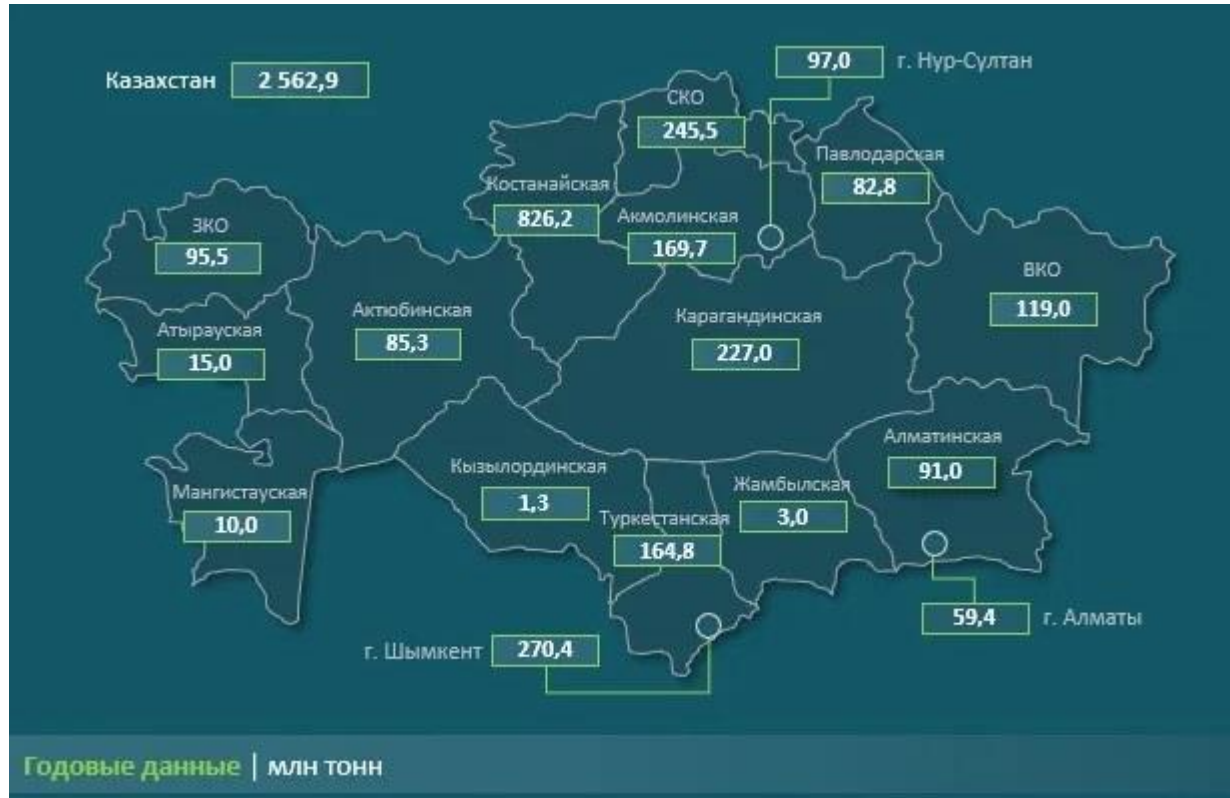 97,0 г. Нур-Султан
Казахстан 2 562,9
СКО
245,5
Павлодарская
82,8
Костанайская
826,2
Акмолинская
169,7
ЗКО
95,5
ВКО
119,0
Актюбинская
85,3
Атырауская
15,0
Карагандинская
227,0
Алматинская
91,0
Кызылординская
1,3
Жамбылская
3,0
Мангистауская
10,0
Туркестанская
164,8
59,4 г. Алматы
г. Шымкент 270,4
Годовые данные | млн тонн